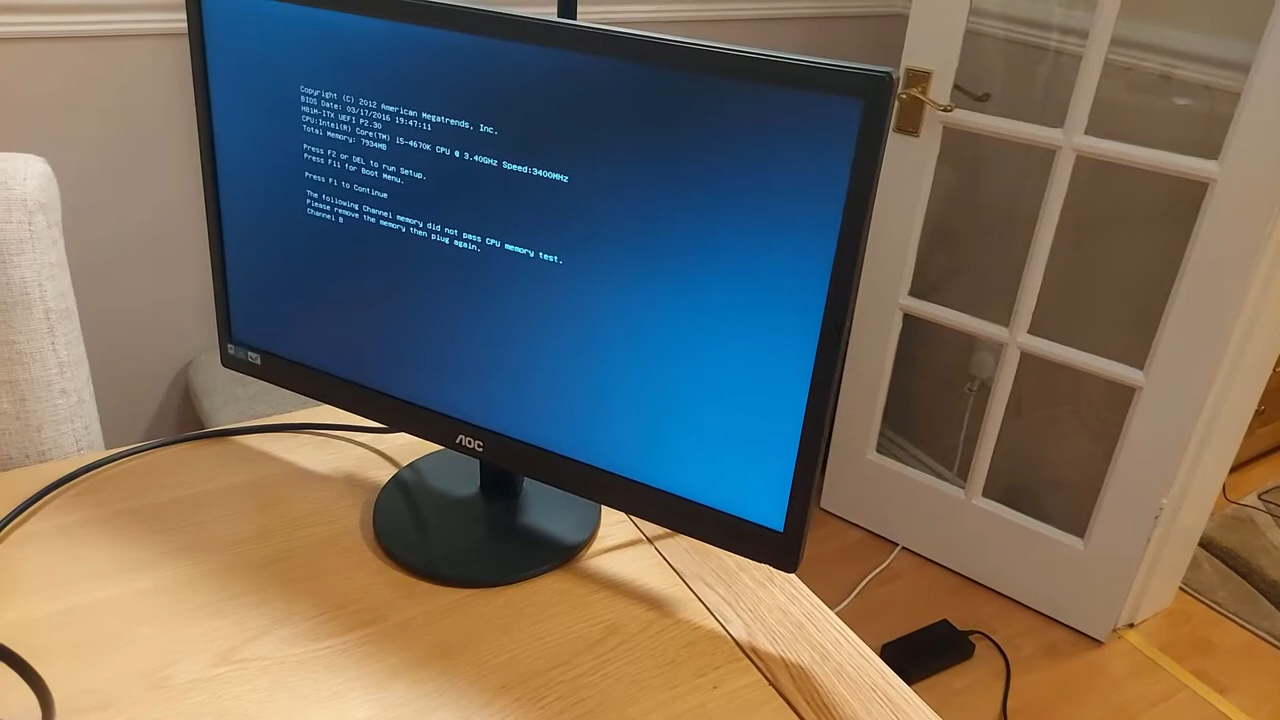 Copyright (C) 2012 American Megatrends, Inc.
BIOS Date: 03/17/2016 19:47:11
H81M-ITX UEFI P2.30
CPU:Intel(R) Core(TM) i5-4670K CPU @ 3.40GHz Speed:3400MHz
Total Memory: 7934MB
Press F2 or DEL to run Setup.
Press F11 for Boot Menu.
Press F1 to Continue
The following Channel memory did not pass CPU memory test.
Please remove the memory then plug again.
Channel B
AOC